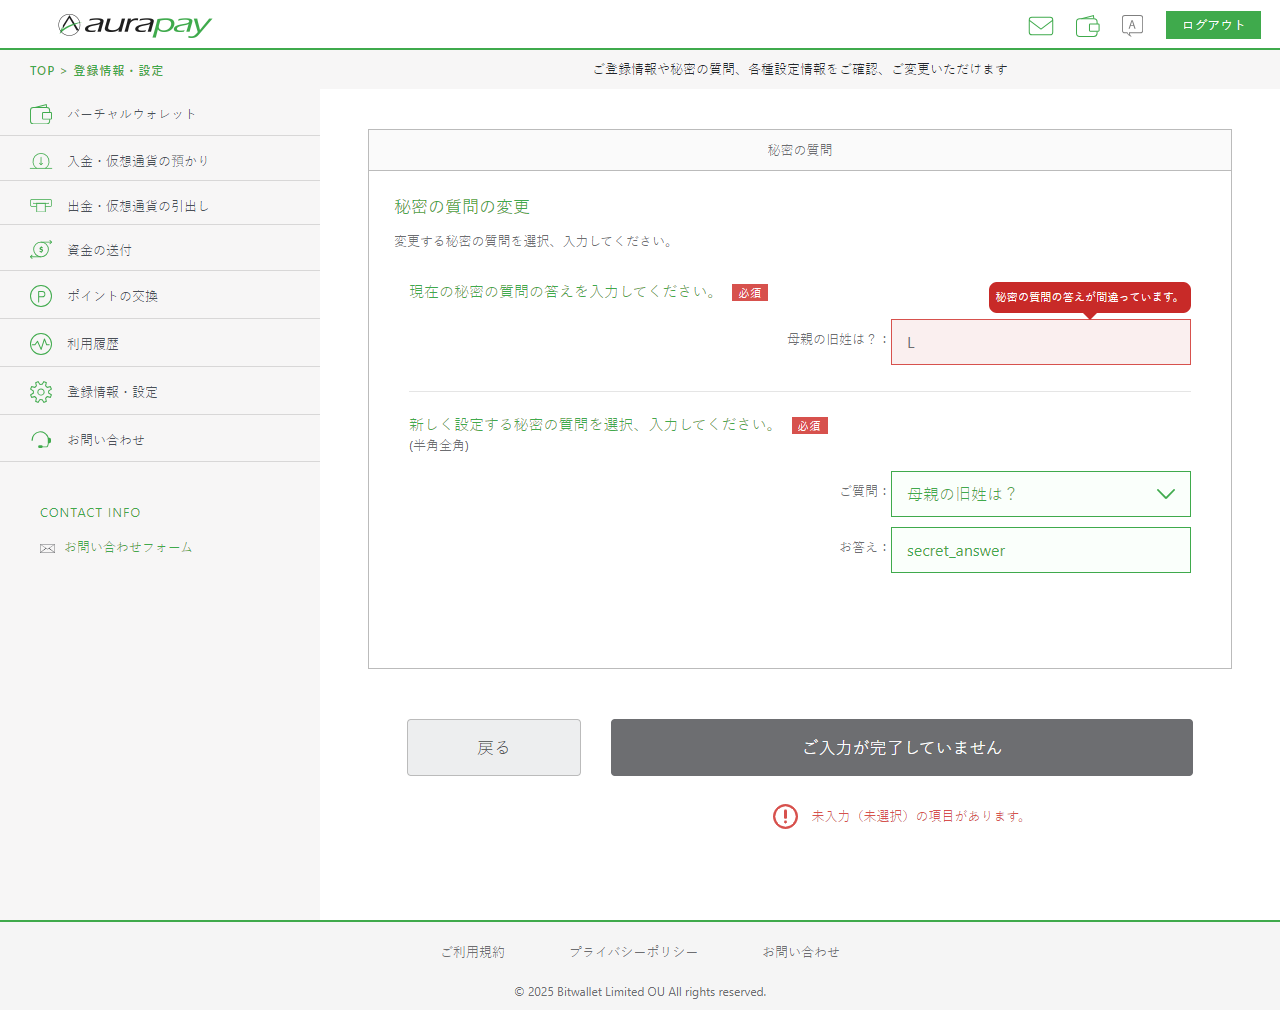 aurapay
A
ログアウト
TOP > 登録情報・設定
ご登録情報や秘密の質問、各種設定情報をご確認、ご変更いただけます
バーチャルウォレット
入金・仮想通貨の預かり
出金・仮想通貨の引出し
資金の送付
ポイントの交換
利用履歴
登録情報・設定
お問い合わせ
CONTACT INFO
お問い合わせフォーム
秘密の質問
秘密の質問の変更
変更する秘密の質問を選択、入力してください。
現在の秘密の質問の答えを入力してください。 必須
秘密の質問の答えが間違っています。
母親の旧姓は？： L
新しく設定する秘密の質問を選択、入力してください。 必須
(半角全角)
ご質問： 母親の旧姓は？
お答え： secret_answer
戻る
ご入力が完了していません
未入力（未選択）の項目があります。
ご利用規約 プライバシーポリシー お問い合わせ
© 2025 Bitwallet Limited OU All rights reserved.